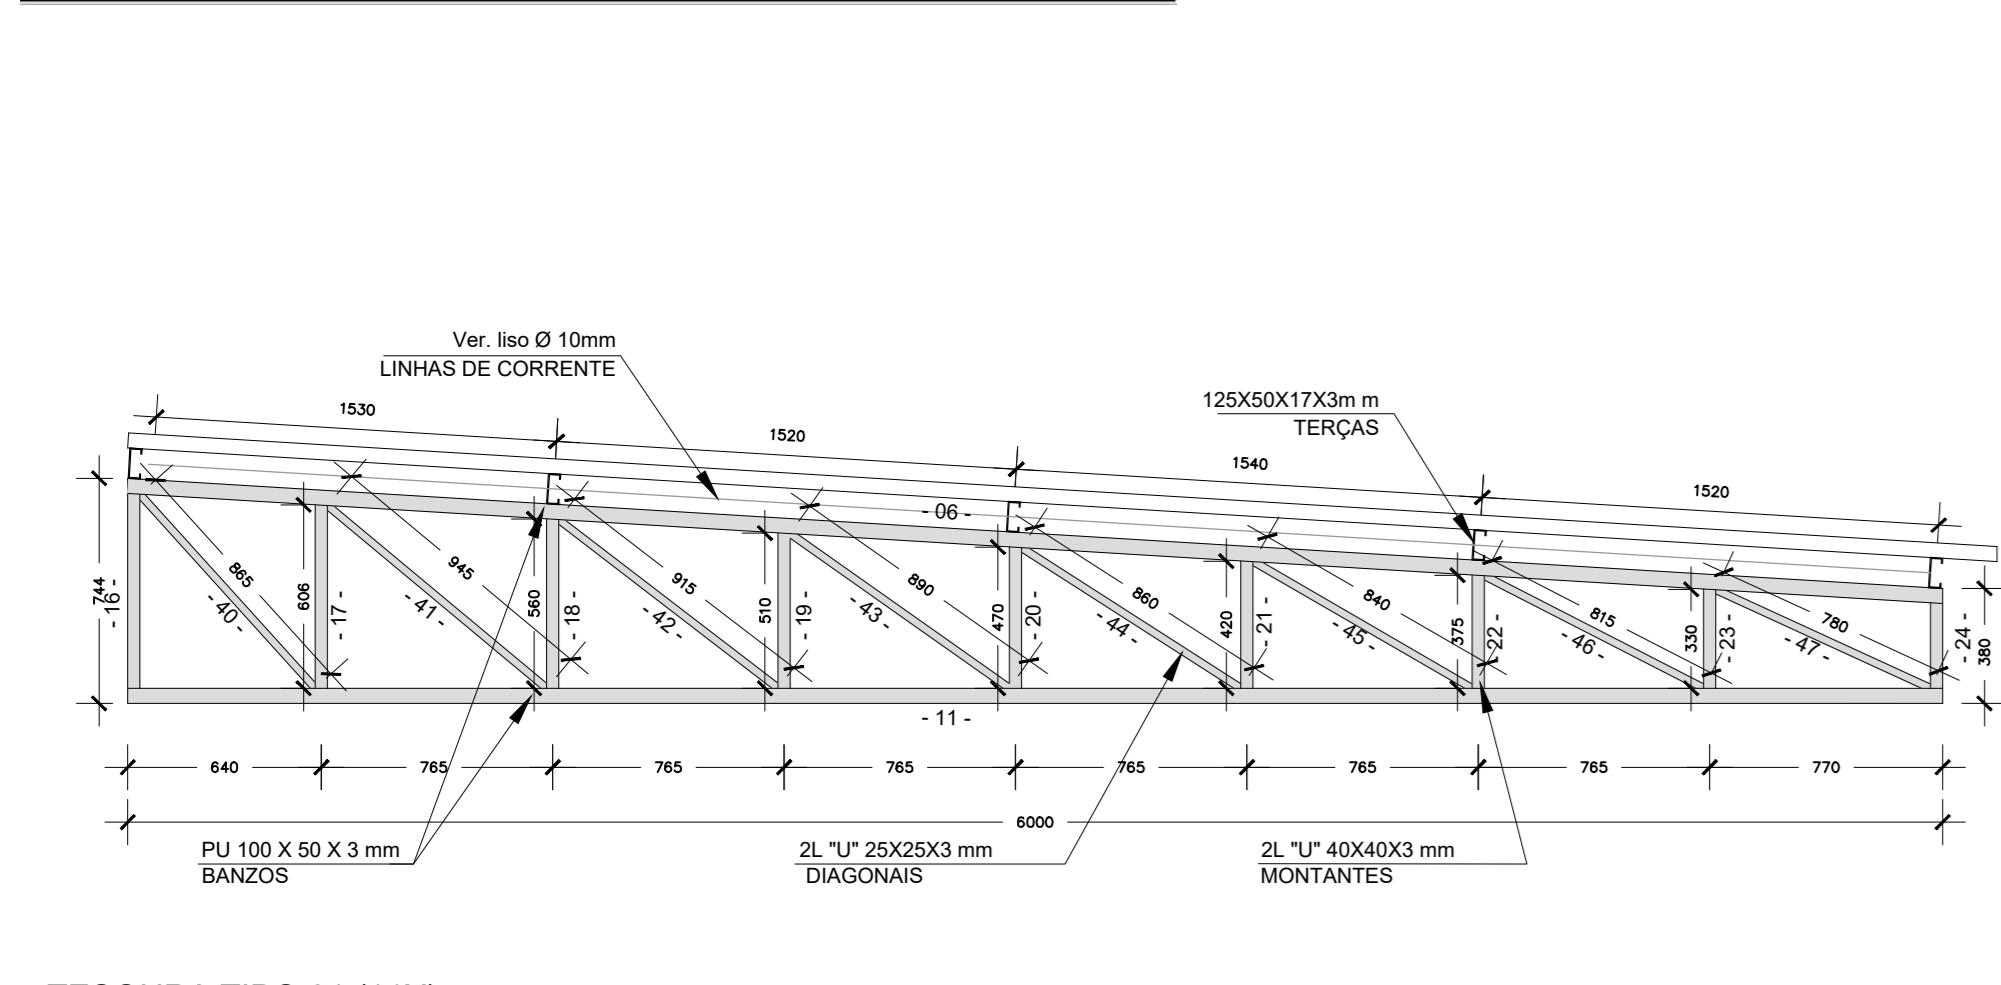 Ver. liso Ø 10mm
LINHAS DE CORRENTE
125X50X17X3m m
TERÇAS
1530
1520
1540
1520
- 06 -
744
- 16 -
865
- 40 -
606
- 17 -
945
- 41 -
560
- 18 -
915
- 42 -
510
- 19 -
890
- 43 -
470
- 20 -
860
- 44 -
420
- 21 -
840
- 45 -
375
- 22 -
815
- 46 -
330
- 23 -
780
- 47 -
- 24 -
380
- 11 -
640
765
765
765
765
765
765
770
6000
PU 100 X 50 X 3 mm
BANZOS
2L "U" 25X25X3 mm
DIAGONAIS
2L "U" 40X40X3 mm
MONTANTES